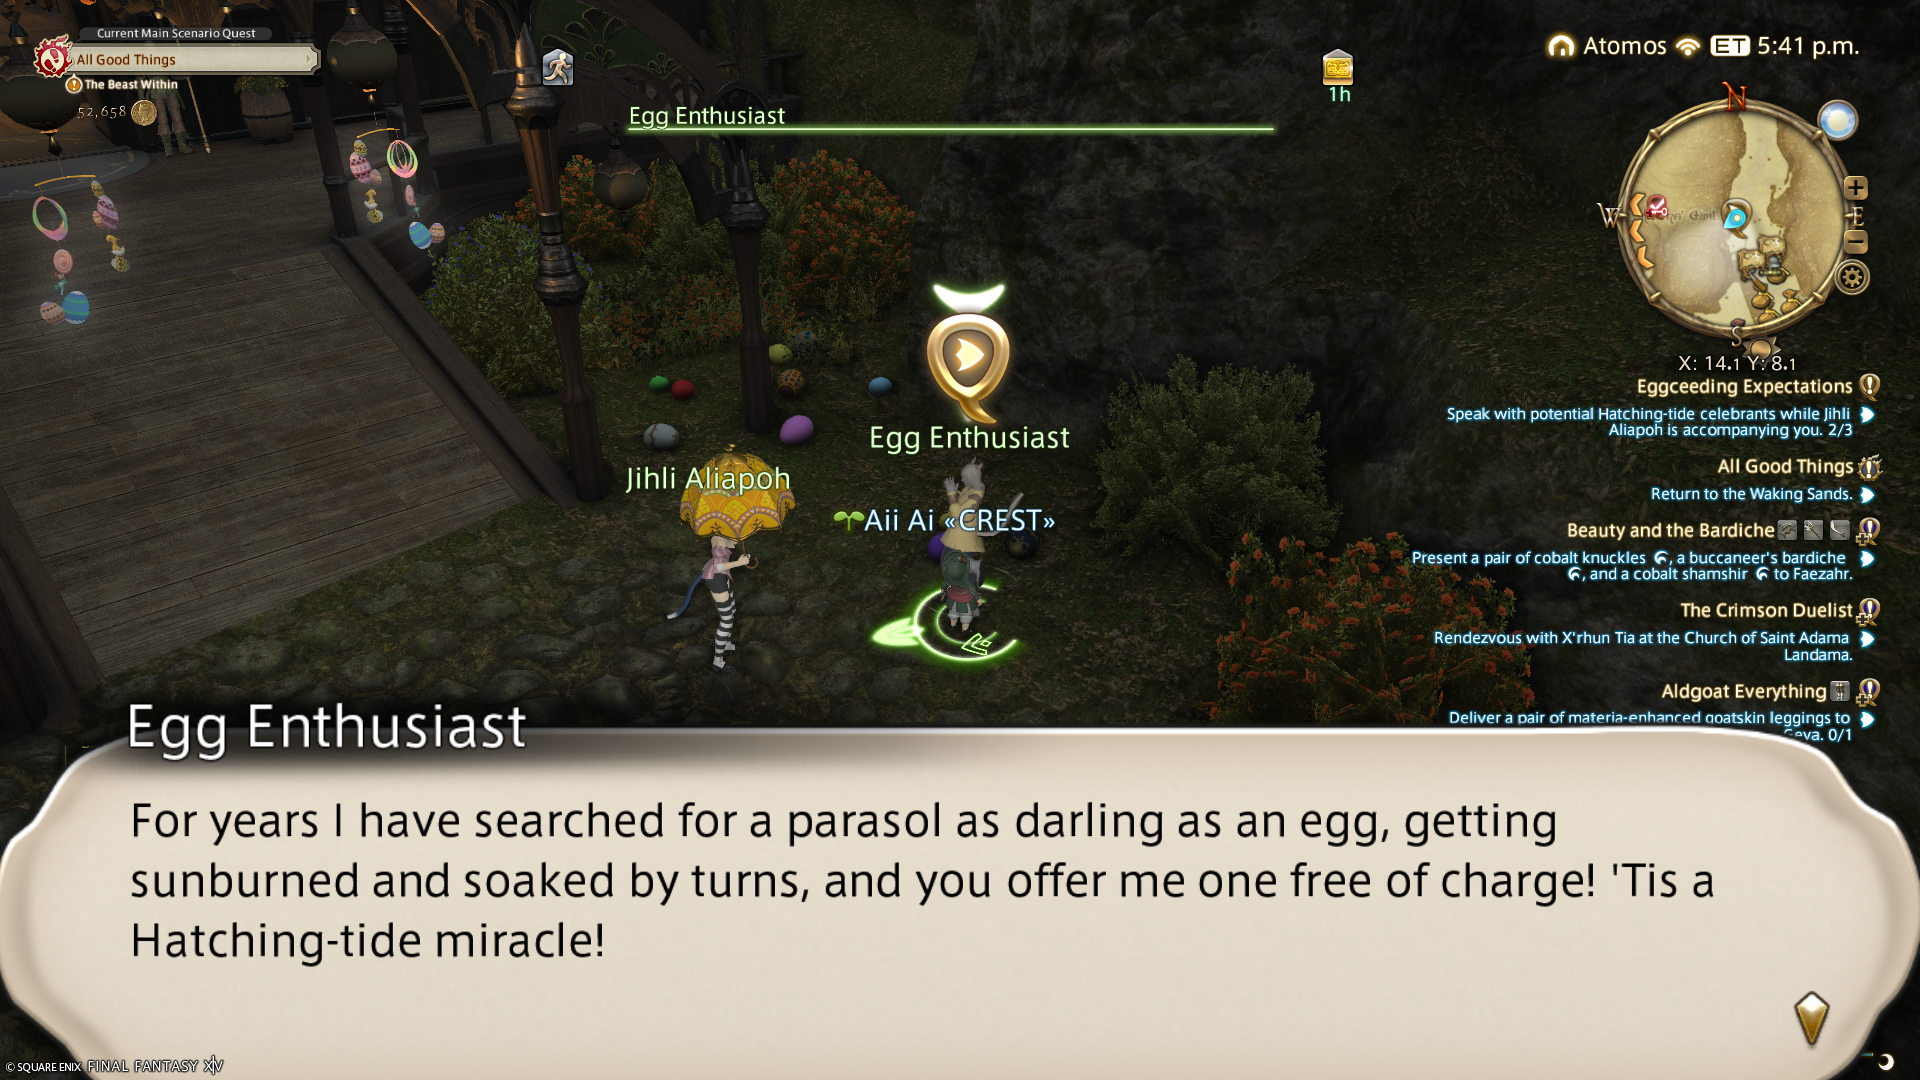 Current Main Scenario Quest
All Good Things
The Beast Within
52,658
1h
Atomos ET 5:41 p.m.
Egg Enthusiast
N
W
E
S
X: 14.1 Y: 8.1
Eggceeding Expectations
Speak with potential Hatching-tide celebrants while Jihli
Aliapoh is accompanying you. 2/3
All Good Things
Return to the Waking Sands.
Beauty and the Bardiche
Present a pair of cobalt knuckles, a buccaneer's bardiche
, and a cobalt shamshir to Faezahr.
The Crimson Duelist
Rendezvous with X'rhun Tia at the Church of Saint Adama
Landama.
Aldgoat Everything
Deliver a pair of materia-enhanced goatskin leggings to
Geva. 0/1
Egg Enthusiast
Jihli Aliapoh
Aii Ai «CREST»
Egg Enthusiast
For years I have searched for a parasol as darling as an egg, getting
sunburned and soaked by turns, and you offer me one free of charge! 'Tis a
Hatching-tide miracle!
© SQUARE ENIX FINAL FANTASY XIV